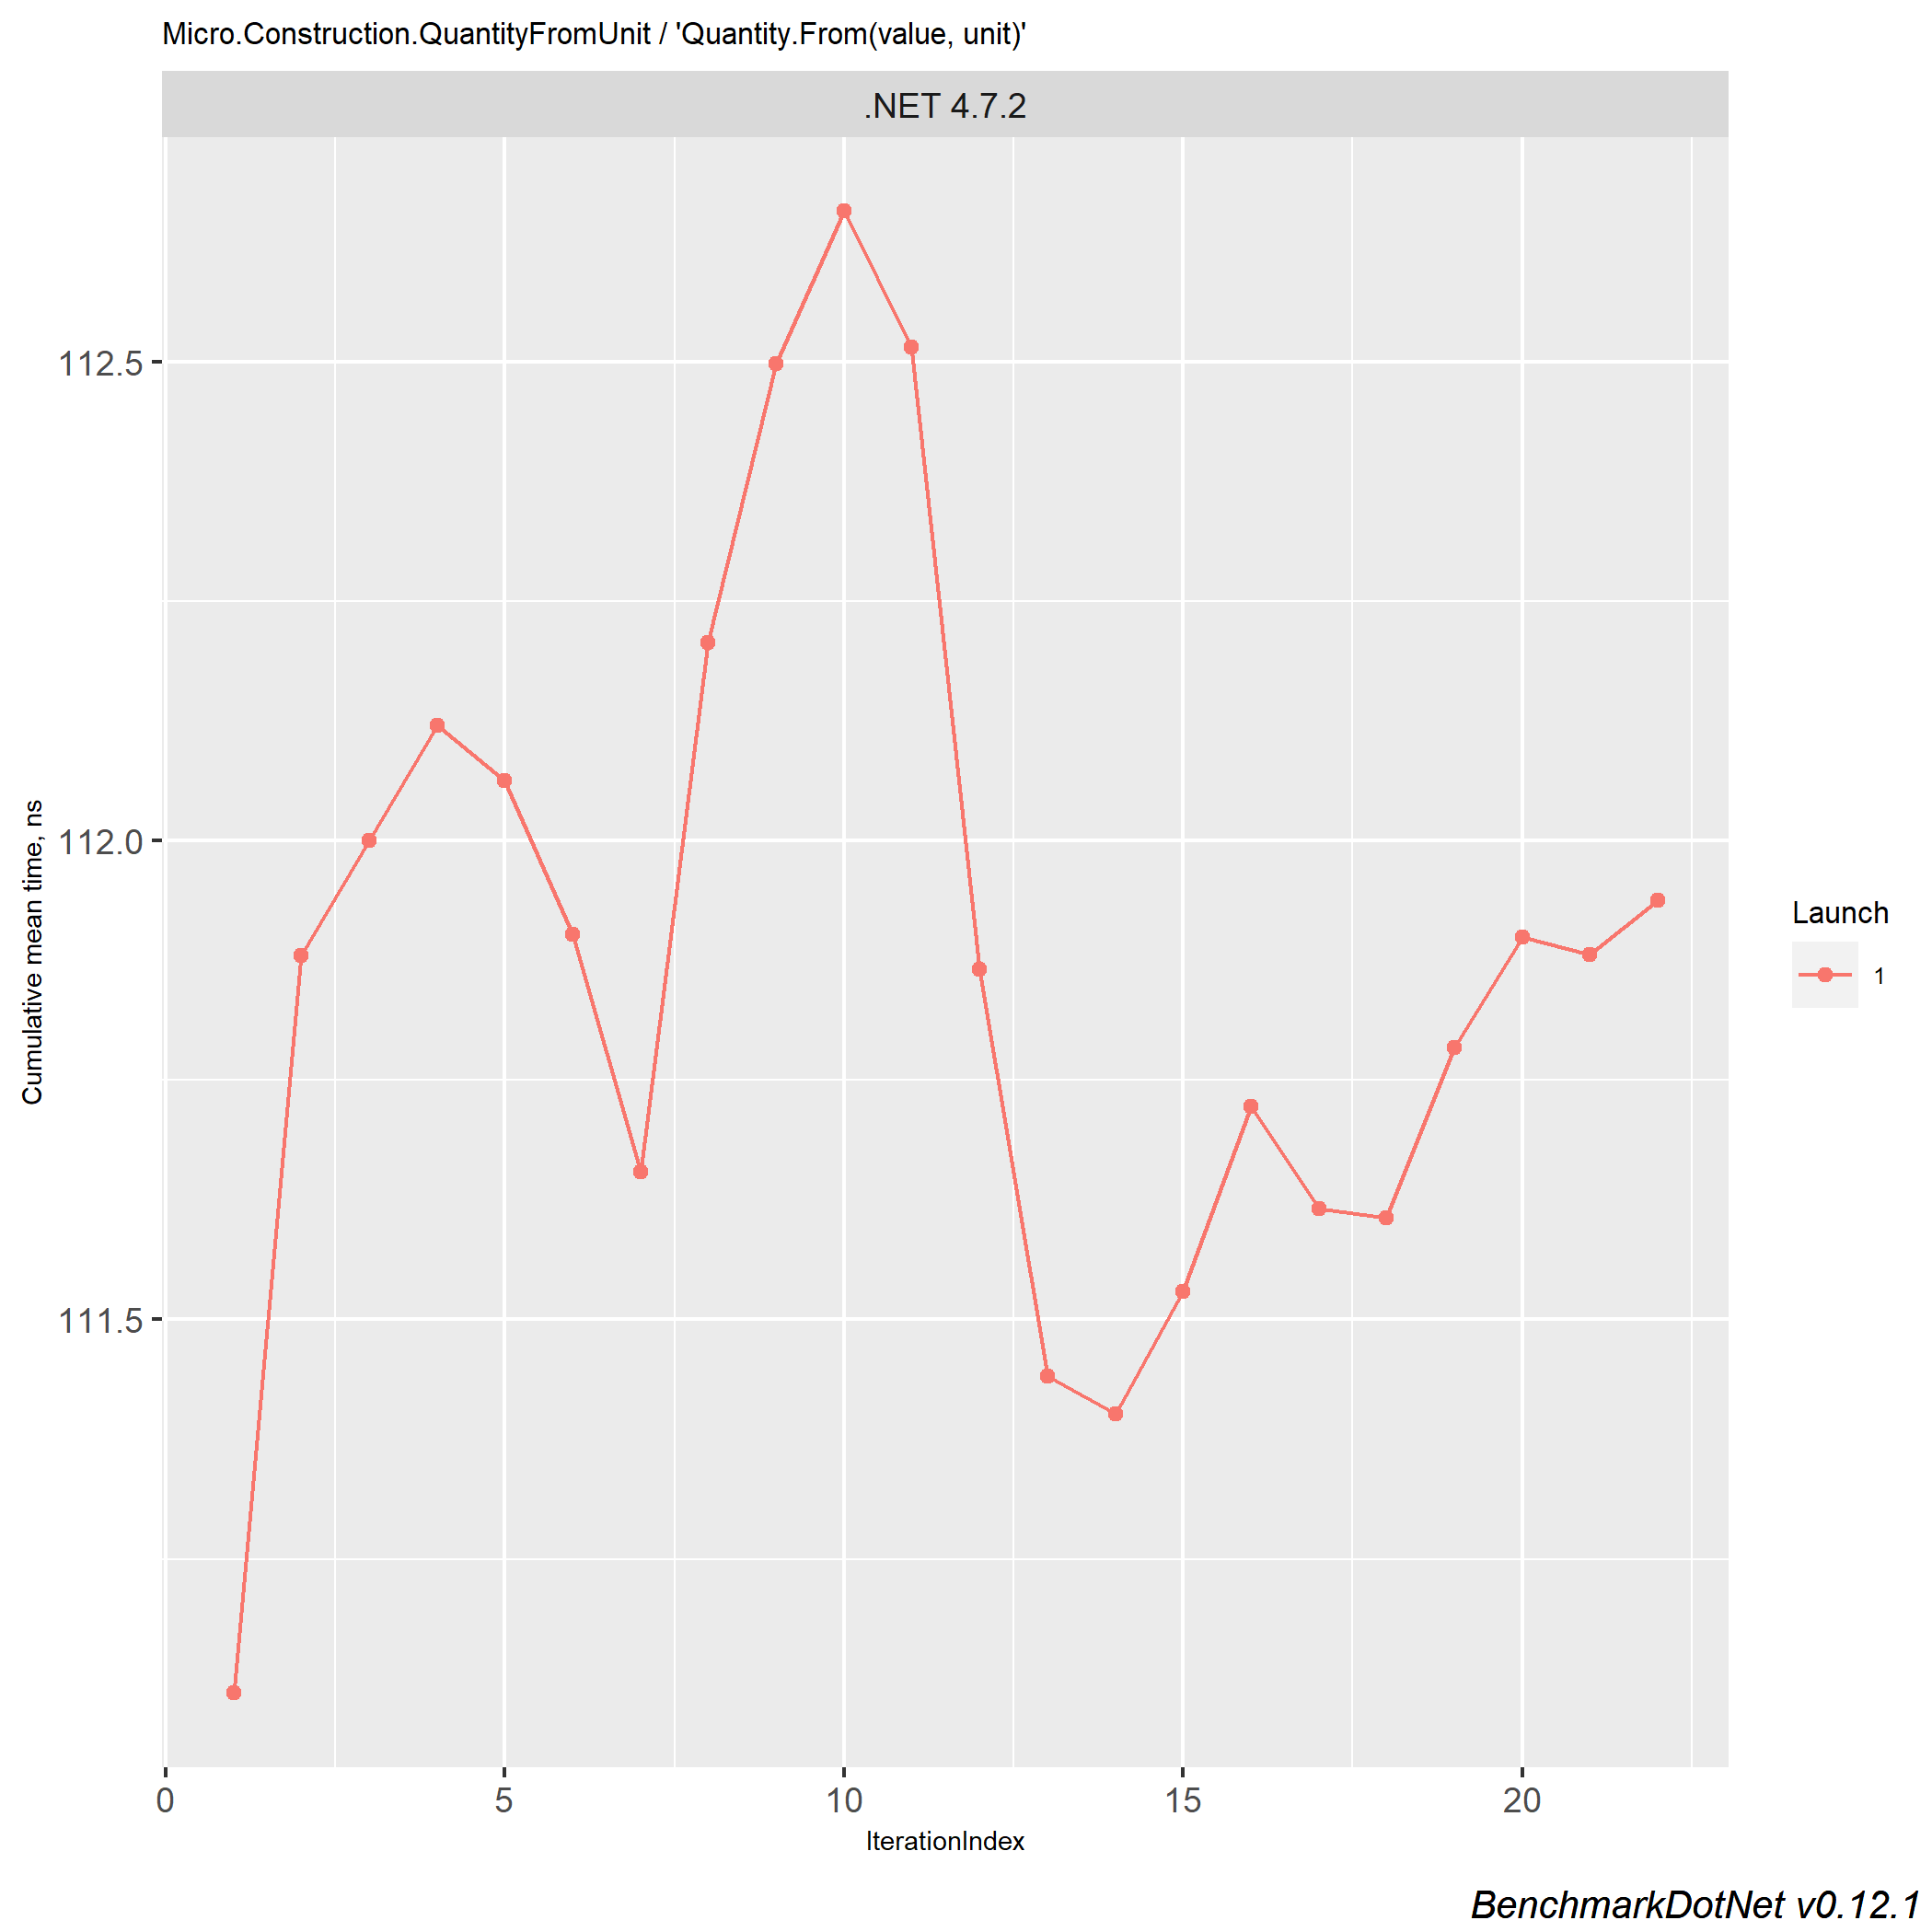 Micro.Construction.QuantityFromUnit / 'Quantity.From(value, unit)'
.NET 4.7.2
Cumulative mean time, ns
112.5
112.0
111.5
0 5 10 15 20
IterationIndex
Launch
1
BenchmarkDotNet v0.12.1